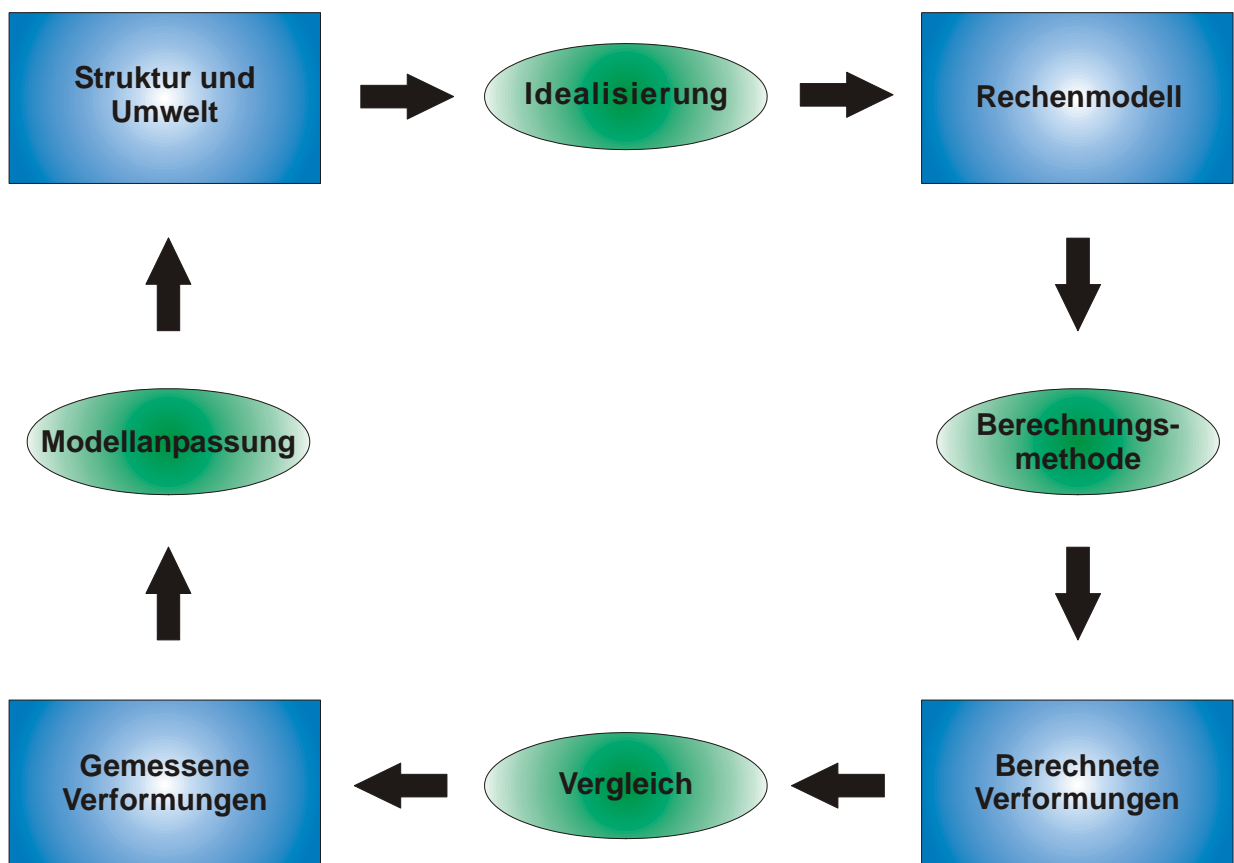 Struktur und
Umwelt
Idealisierung
Rechenmodell
Modellanpassung
Berechnungs-
methode
Gemessene
Verformungen
Vergleich
Berechnete
Verformungen